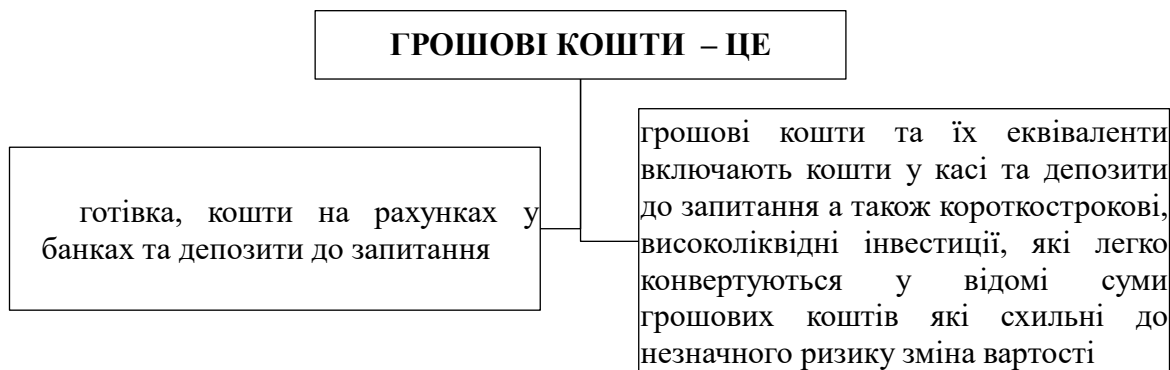 ГРОШОВІ КОШТИ – ЦЕ
готівка, кошти на рахунках у
банках та депозити до запитання
грошові кошти та їх еквіваленти
включають кошти у касі та депозити
до запитання а також короткострокові,
високоліквідні інвестиції, які легко
конвертуються у відомі суми
грошових коштів які схильні до
незначного ризику зміна вартості